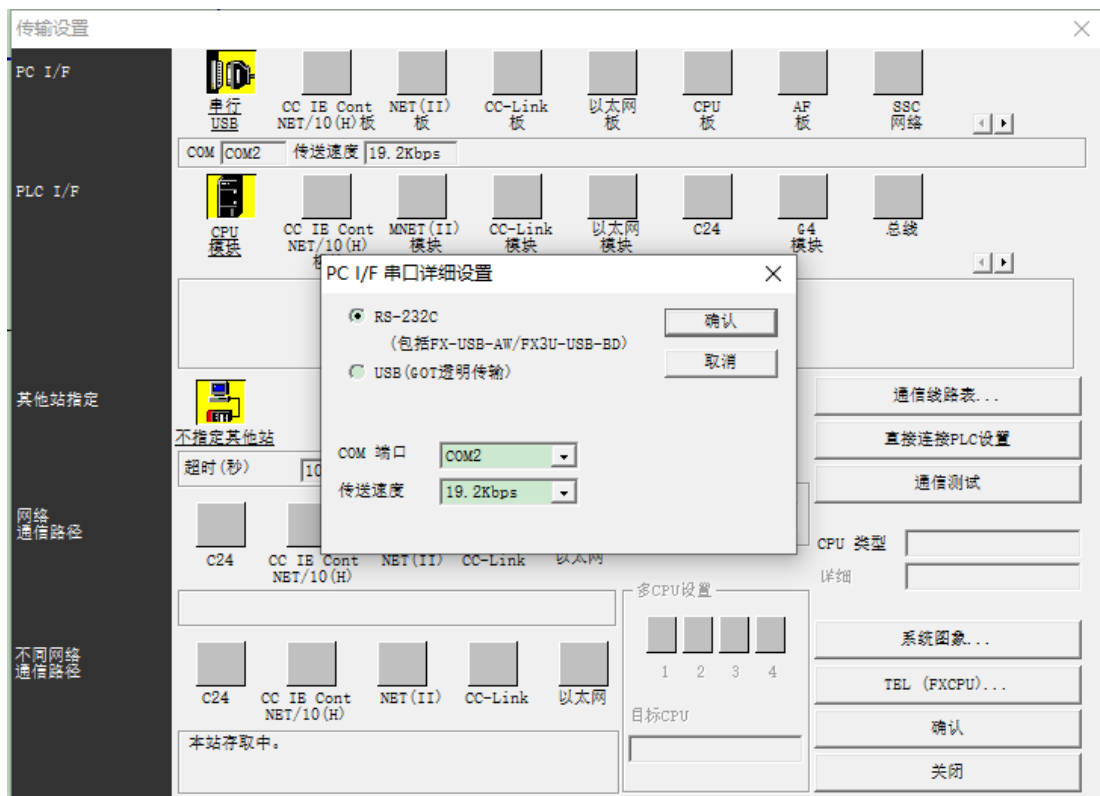 传输设置
PC I/F
串行
USB
CC IE Cont
NET/10(H)板
NET(II)
板
CC-Link
板
以太网
板
CPU
板
AF
板
SSC
网络
COM COM2 传送速度 19.2Kbps
PLC I/F
CPU
模块
CC IE Cont
NET/10(H)
MNET(II)
模块
CC-Link
模块
以太网
模块
C24
G4
模块
总线
PC I/F 串口详细设置
RS-232C
(包括FX-USB-AW/FX3U-USB-BD)
USB(GOT透明传输)
确认
取消
COM 端口 COM2
传送速度 19.2Kbps
其他站指定
不指定其他站
超时(秒) 10
通信线路表...
直接连接PLC设置
通信测试
网络
通信路径
C24
CC IE Cont
NET/10(H)
NET(II)
CC-Link
以太网
CPU 类型
详细
多CPU设置
1 2 3 4
目标CPU
不同网络
通信路径
C24
CC IE Cont
NET/10(H)
NET(II)
CC-Link
以太网
本站存取中。
系统图象...
TEL (FXCPU)...
确认
关闭